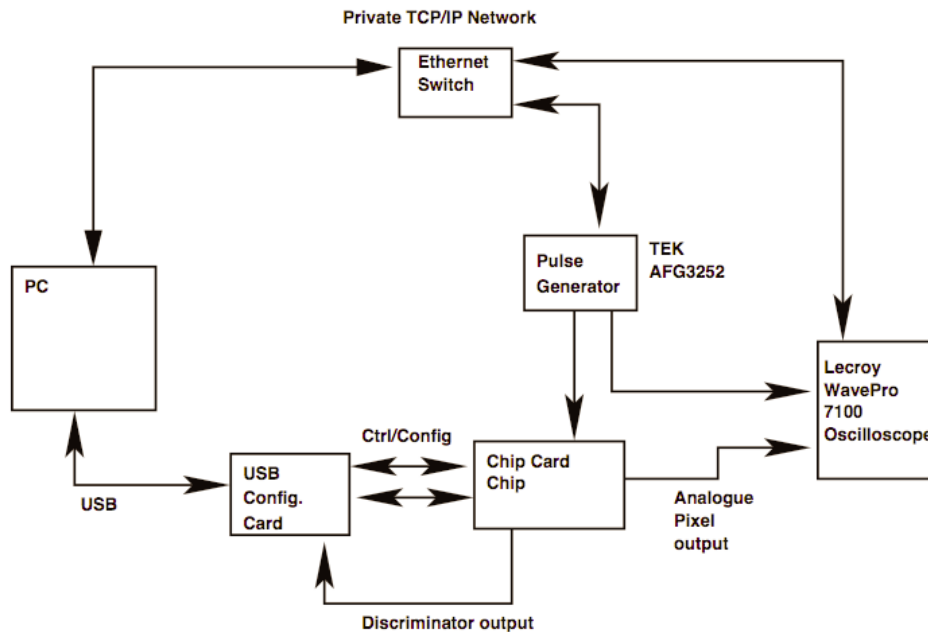 Private TCP/IP Network
Ethernet
Switch
Pulse
Generator
TEK
AFG3252
PC
Lecroy
WavePro
7100
Oscilloscope
Ctrl/Config
USB
Config.
Card
Chip Card
Chip
USB
Analogue
Pixel
output
Discriminator output